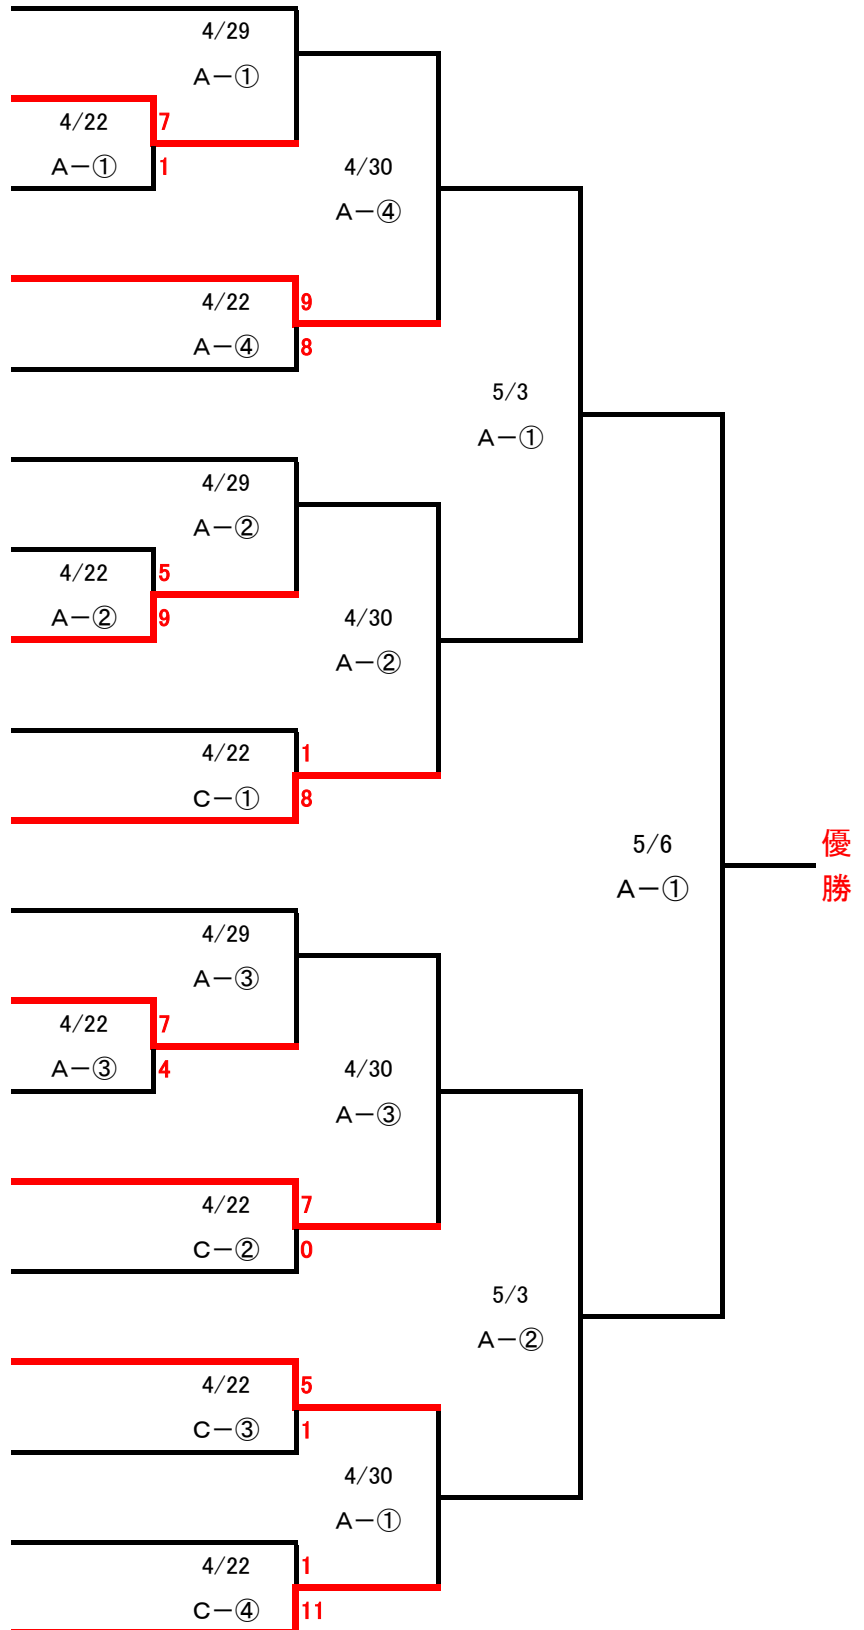 4/29
A－①
4/22
7
A－①
1
4/30
A－④
4/22
9
A－④
8
5/3
A－①
4/29
A－②
4/22
5
A－②
9
4/30
A－②
4/22
1
C－①
8
5/6
A－①
優
勝
4/29
A－③
4/22
7
A－③
4
4/30
A－③
4/22
7
C－②
0
5/3
A－②
4/22
5
C－③
1
4/30
A－①
4/22
1
C－④
11